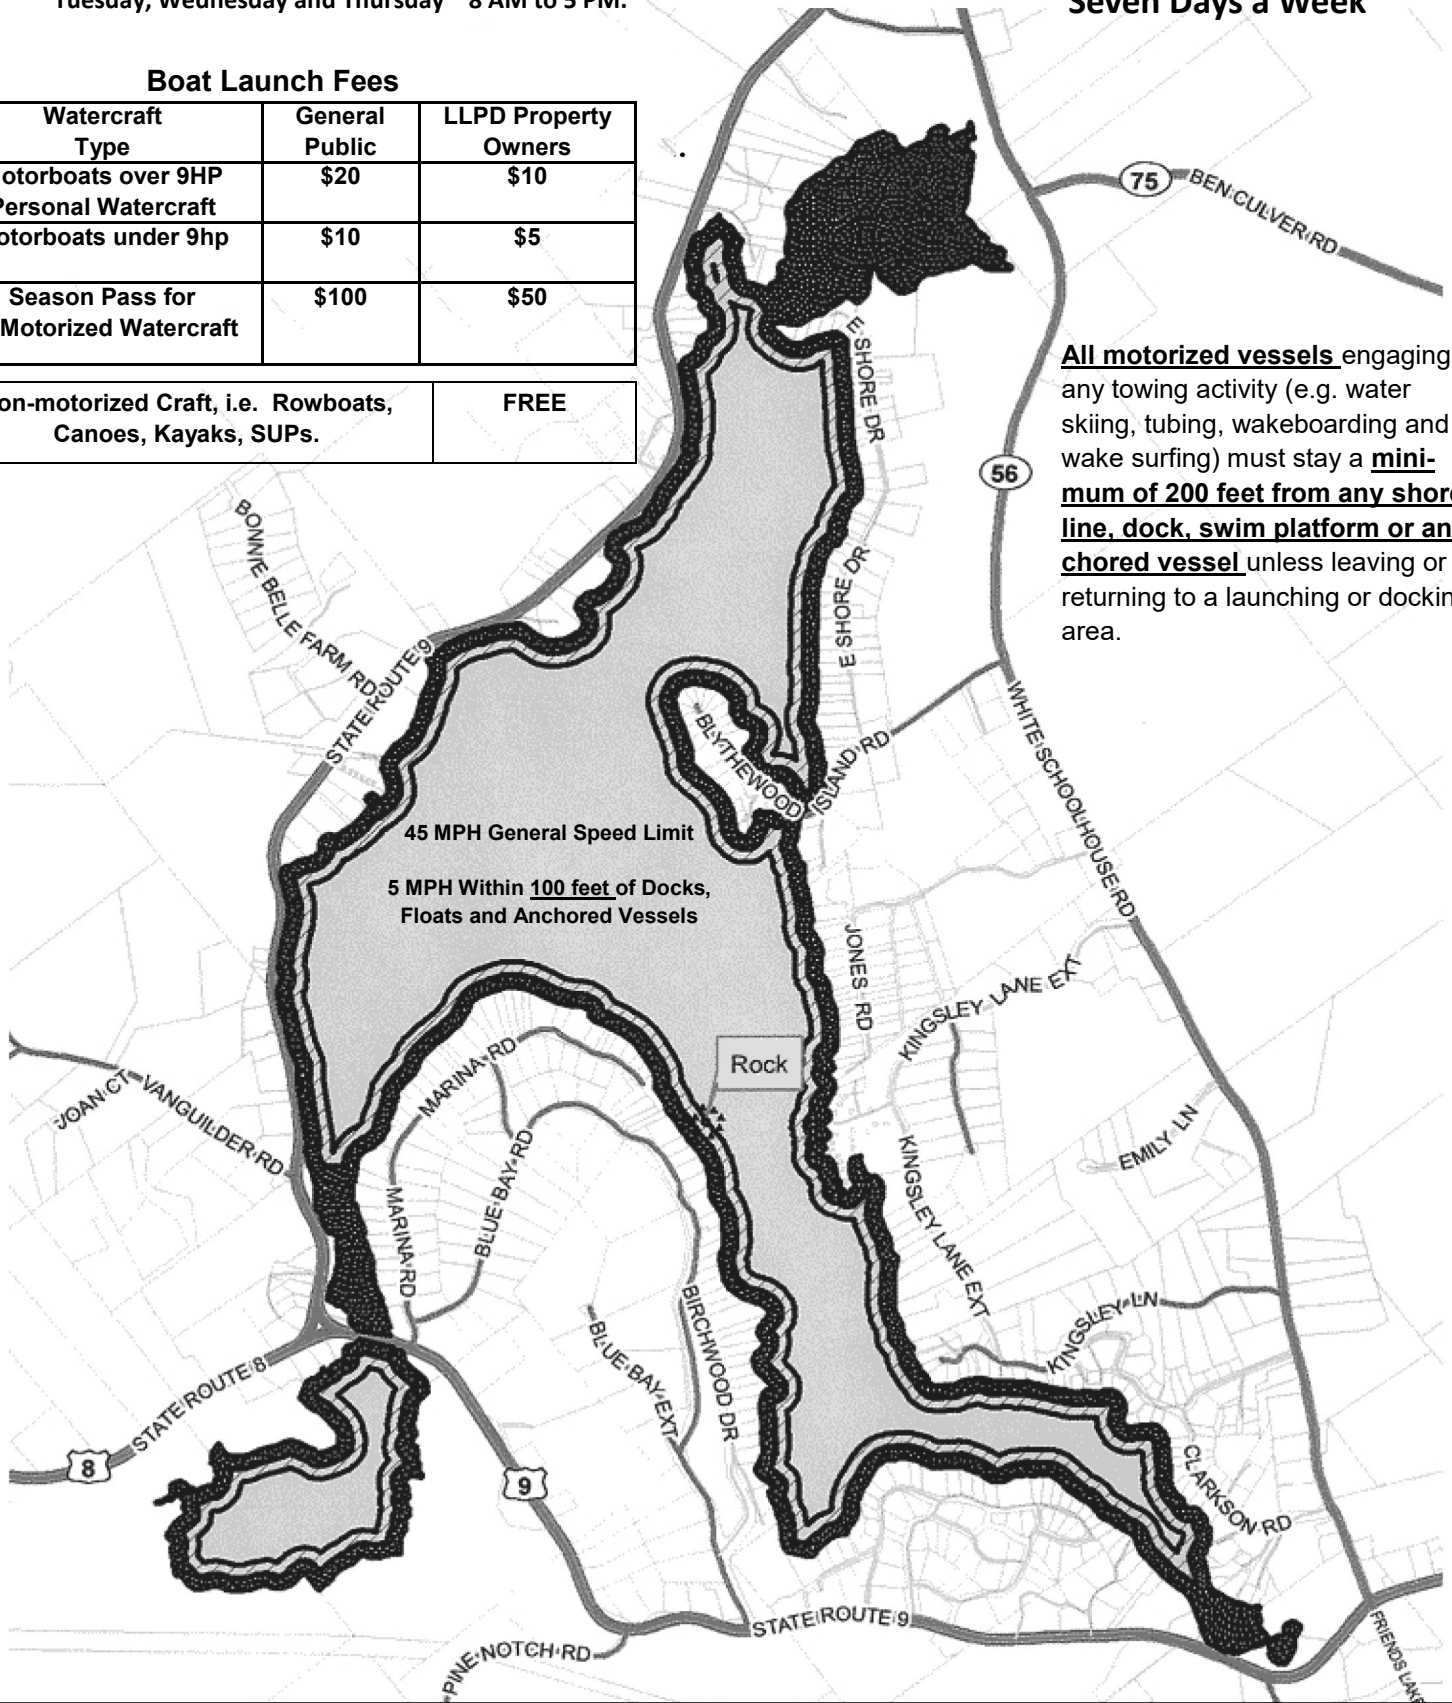 Tuesday, Wednesday and Thursday 8 AM to 5 PM.
Seven Days a Week
Boat Launch Fees
Watercraft
Type
General
Public
LLPD Property
Owners
otorboats over 9HP
Personal Watercraft
$20
$10
otorboats under 9hp
$10
$5
Season Pass for
Motorized Watercraft
$100
$50
on-motorized Craft, i.e. Rowboats,
Canoes, Kayaks, SUPs.
FREE
All motorized vessels engaging
any towing activity (e.g. water
skiing, tubing, wakeboarding and
wake surfing) must stay a mini-
mum of 200 feet from any shore
line, dock, swim platform or an
chored vessel unless leaving or
returning to a launching or dockin
area.
75
BEN CULVER RD
E SHORE DR
56
BONNIE BELLE FARM RD
STATE ROUTE 9
E SHORE DR
BLYTHEWOOD
ISLAND RD
WHITE SCHOOLHOUSE RD
45 MPH General Speed Limit
5 MPH Within 100 feet of Docks,
Floats and Anchored Vessels
JONES RD
KINGSLEY LANE EXT
Rock
MARINA RD
JOAN CT
VANGUILDER RD
EMILY LN
BLUE BAY RD
MARINA RD
KINGSLEY LANE EXT
BIRCHWOOD DR
BLUE BAY EXT
KINGSLEY LN
STATE ROUTE 8
8
9
CLARKSON RD
STATE ROUTE 9
PINE NOTCH RD
FRIENDS LAKE